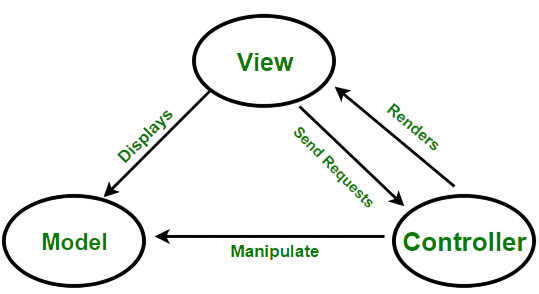 View
Displays
Send Requests
Renders
Model
Manipulate
Controller